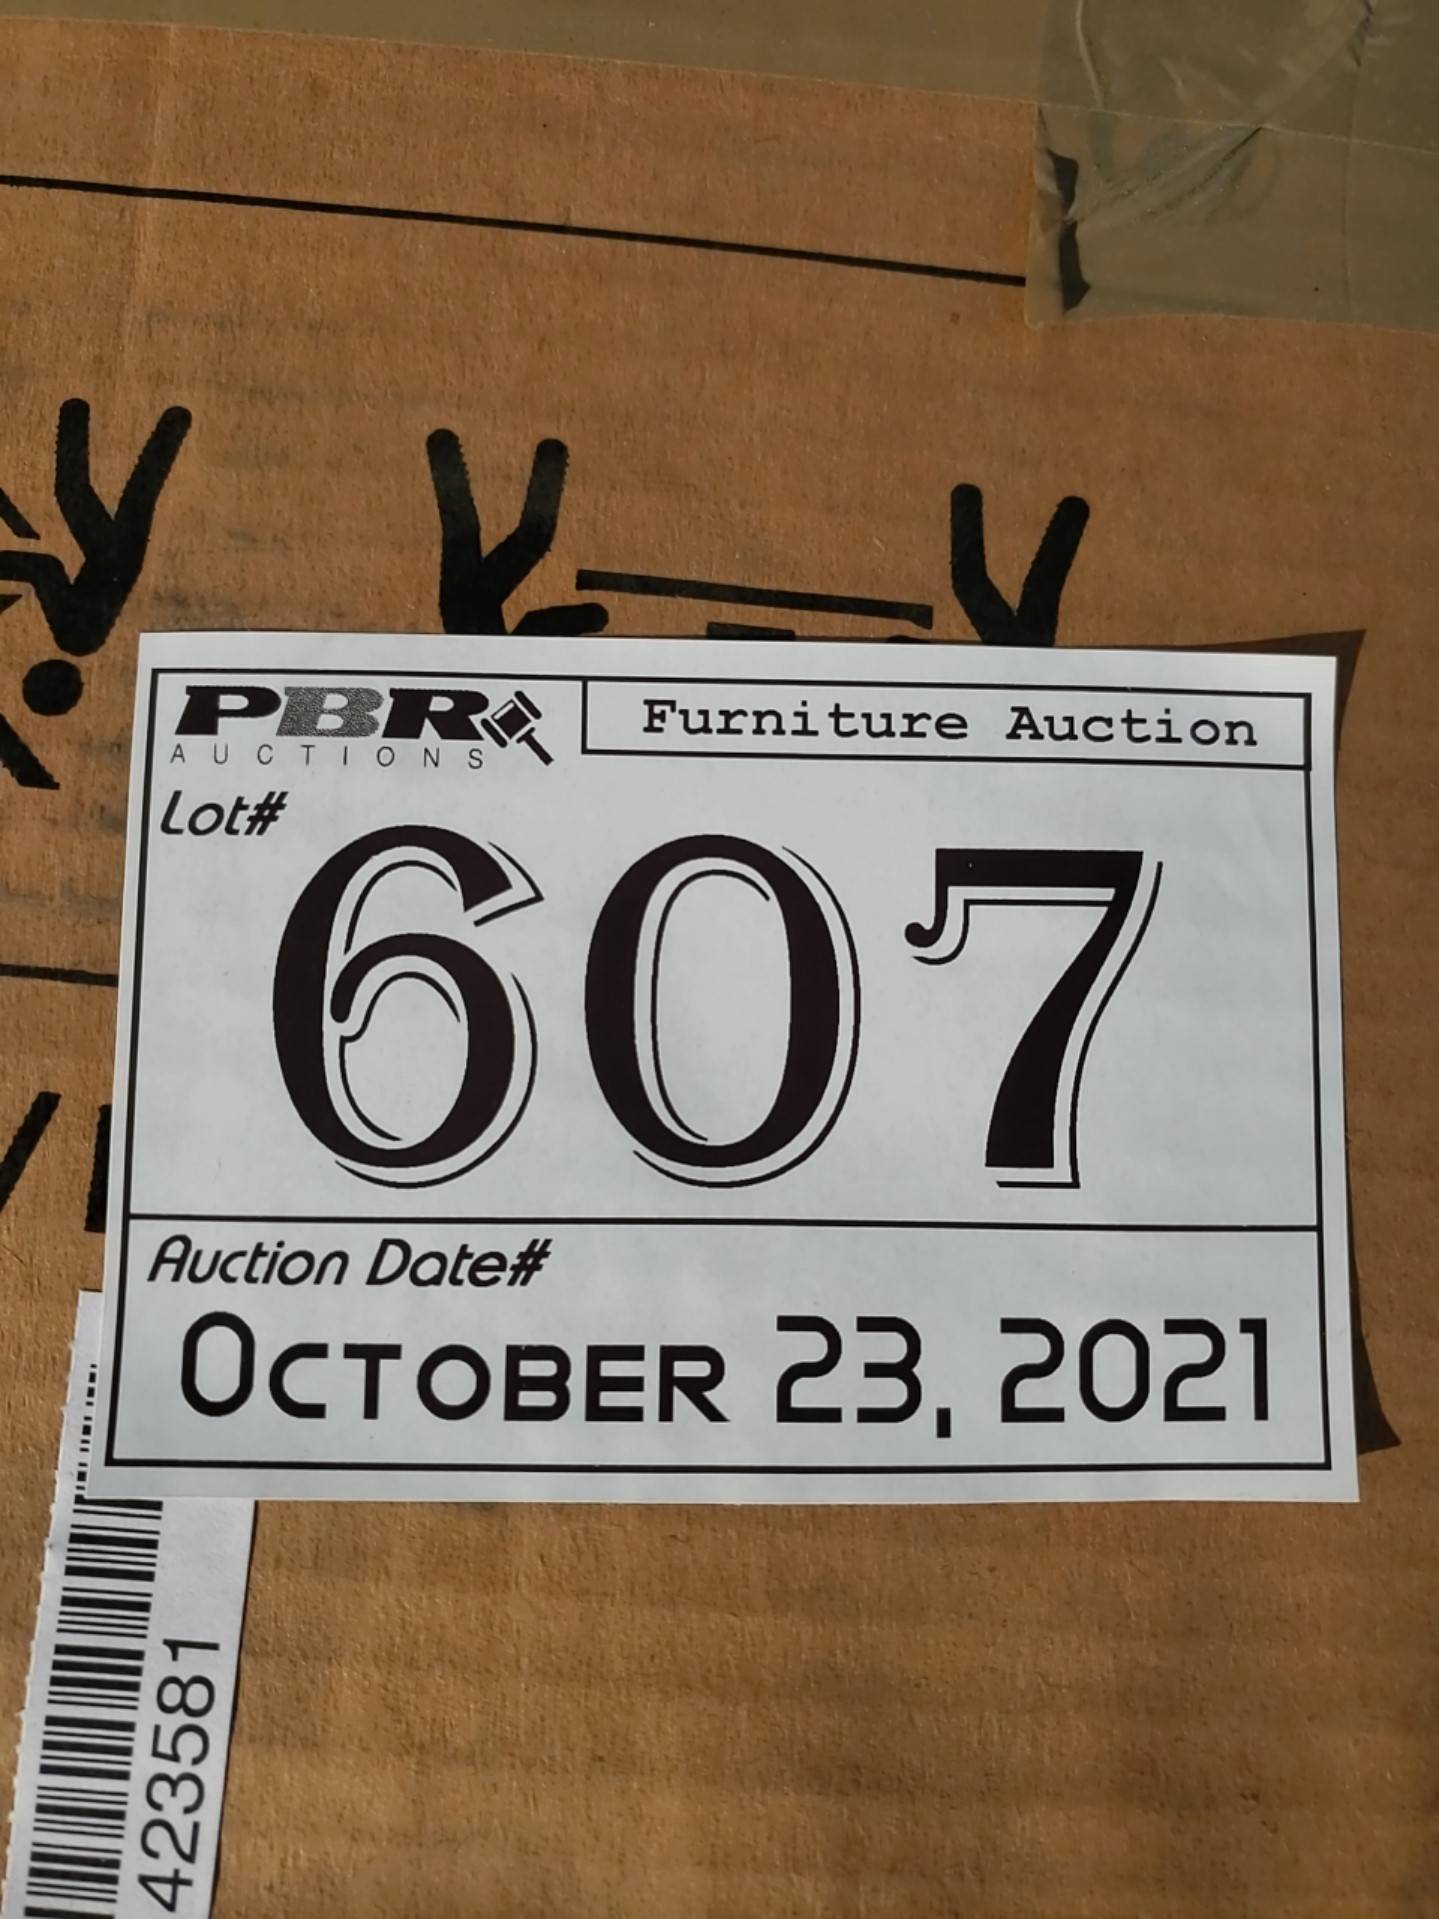 PBR
AUCTIONS
Furniture Auction
Lot#
607
Auction Date#
OCTOBER 23, 2021
423581